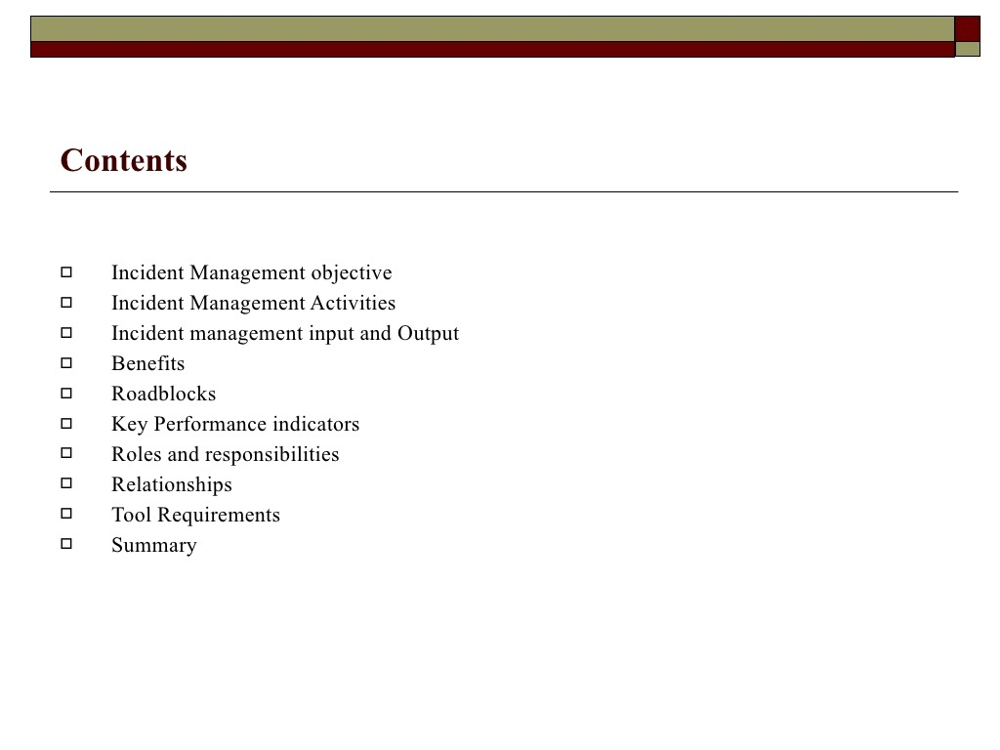 Contents
Incident Management objective
Incident Management Activities
Incident management input and Output
Benefits
Roadblocks
Key Performance indicators
Roles and responsibilities
Relationships
Tool Requirements
Summary